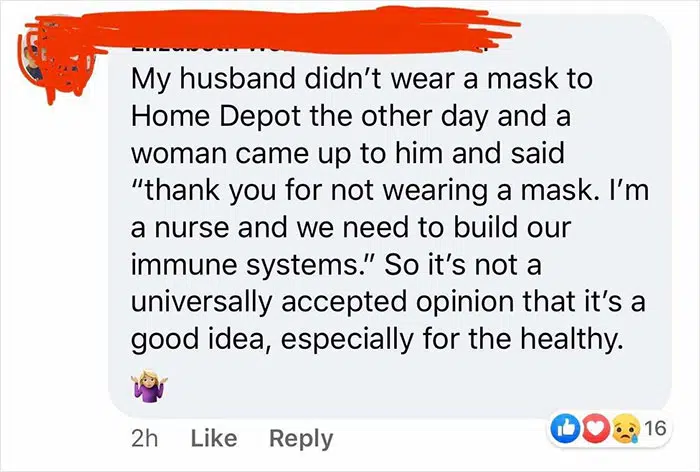 My husband didn’t wear a mask to
Home Depot the other day and a
woman came up to him and said
“thank you for not wearing a mask. I’m
a nurse and we need to build our
immune systems.” So it’s not a
universally accepted opinion that it’s a
good idea, especially for the healthy.
2h Like Reply 16